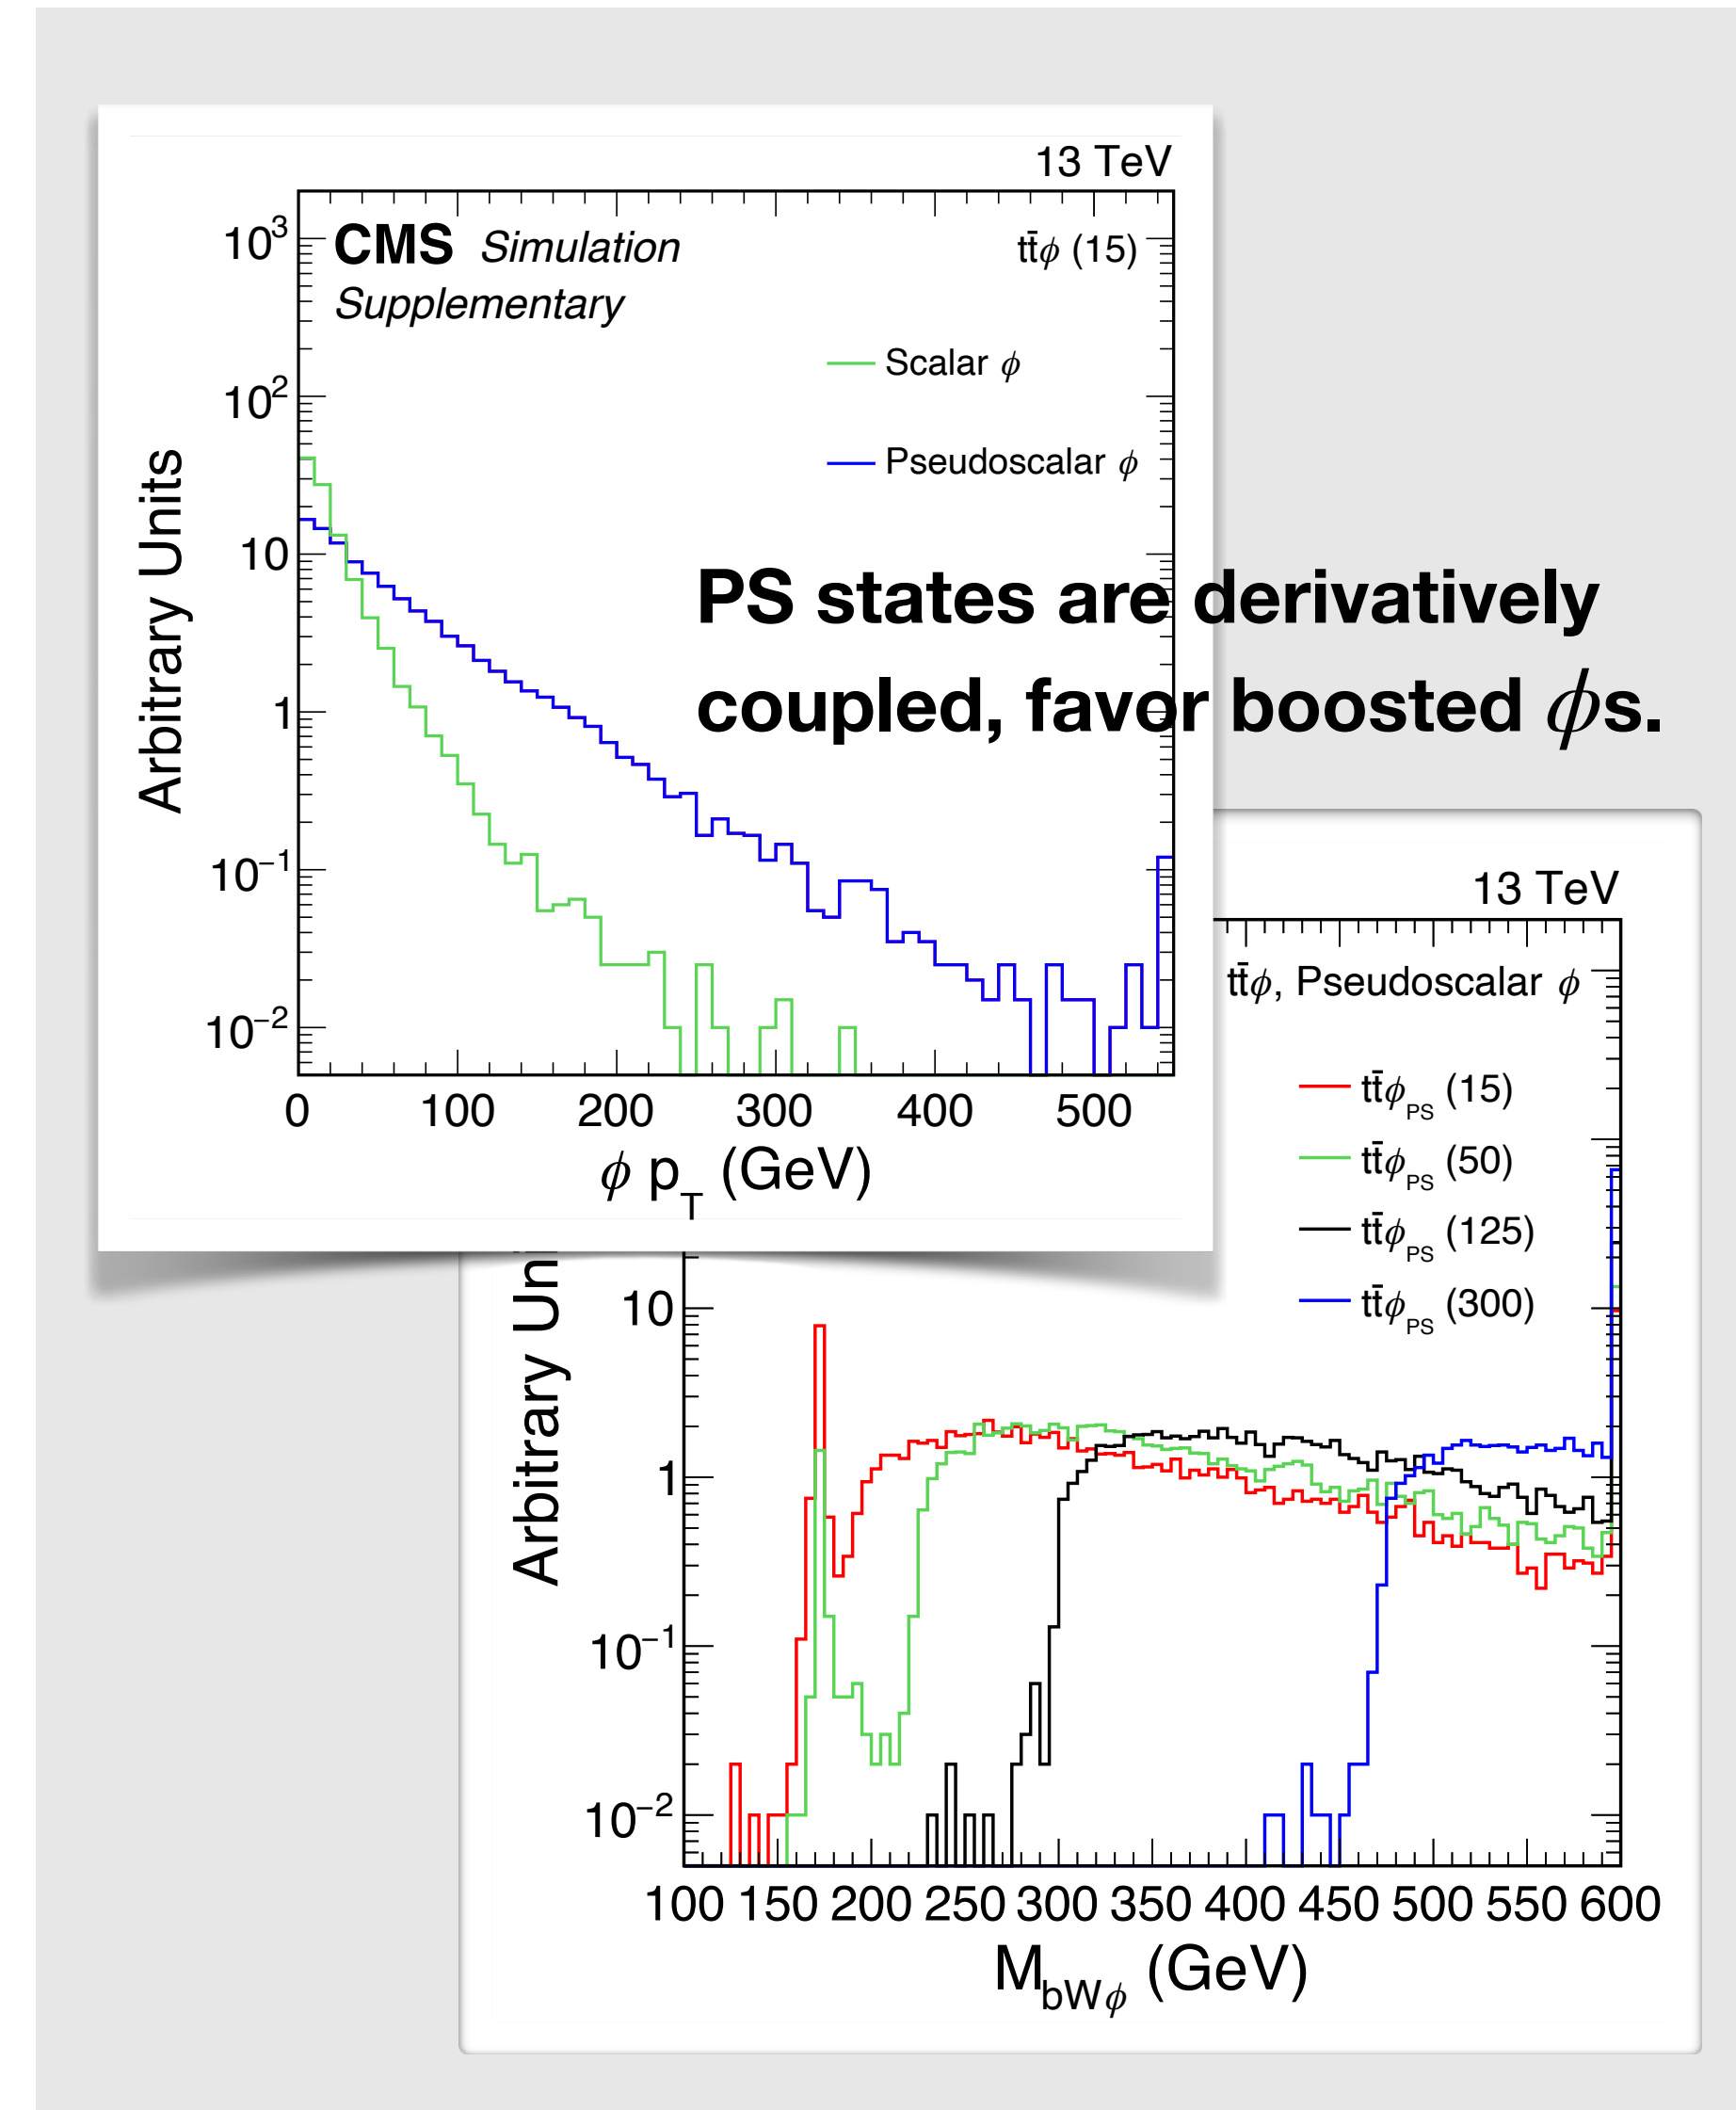 13 TeV
CMS Simulation
Supplementary
tt̄ϕ (15)
Scalar ϕ
Pseudoscalar ϕ
10³
10²
10
1
10⁻¹
10⁻²
Arbitrary Units
0 100 200 300 400 500
ϕ p_T (GeV)
PS states are derivatively
coupled, favor boosted ϕs.
13 TeV
tt̄ϕ, Pseudoscalar ϕ
tt̄ϕ_PS (15)
tt̄ϕ_PS (50)
tt̄ϕ_PS (125)
tt̄ϕ_PS (300)
10
1
10⁻¹
10⁻²
Arbitrary Uni
100 150 200 250 300 350 400 450 500 550 600
M_bWϕ (GeV)